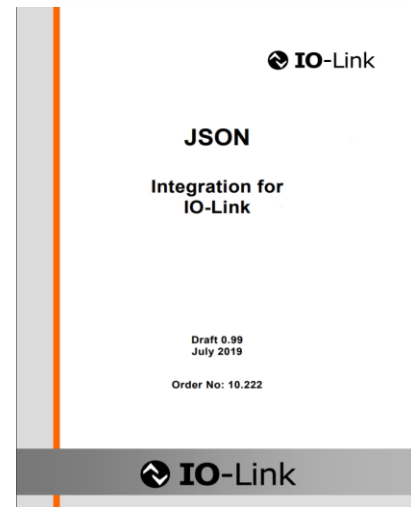 IO-Link
JSON
Integration for
IO-Link
Draft 0.99
July 2019
Order No: 10.222
IO-Link